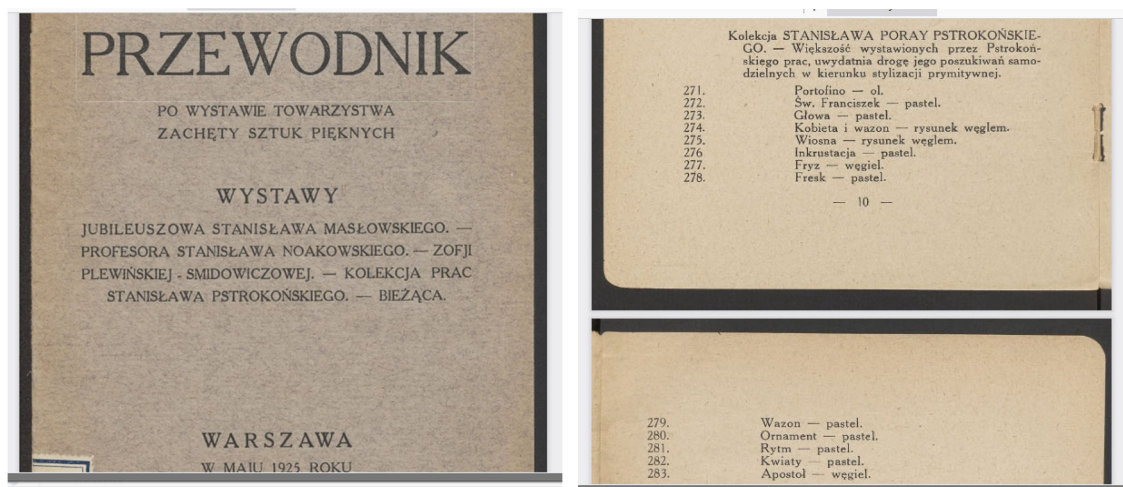 PRZEWODNIK
PO WYSTAWIE TOWARZYSTWA
ZACHĘTY SZTUK PIĘKNYCH
WYSTAWY
JUBILEUSZOWA STANISŁAWA MASŁOWSKIEGO. —
PROFESORA STANISŁAWA NOAKOWSKIEGO. — ZOFJI
PLEWIŃSKIEJ - SMIDOWICZOWEJ. — KOLEKCJA PRAC
STANISŁAWA PSTROKOŃSKIEGO. — BIEŻĄCA.
WARSZAWA
W MAJU 1925 ROKU
Kolekcja STANISŁAWA PORAY PSTROKOŃSKIE-
GO. — Większość wystawionych przez Pstrokoń-
skiego prac, uwydatnia drogę jego poszukiwań samo-
dzielnych w kierunku stylizacji prymitywnej.
271. Portofino — ol.
272. Św. Franciszek — pastel.
273. Głowa — pastel.
274. Kobieta i wazon — rysunek węglem.
275. Wiosna — rysunek węglem.
276 Inkrustacja — pastel.
277. Fryz — węgiel.
278. Fresk — pastel.
— 10 —
279. Wazon — pastel.
280. Ornament — pastel.
281. Rytm — pastel.
282. Kwiaty — pastel.
283. Apostoł — węgiel.